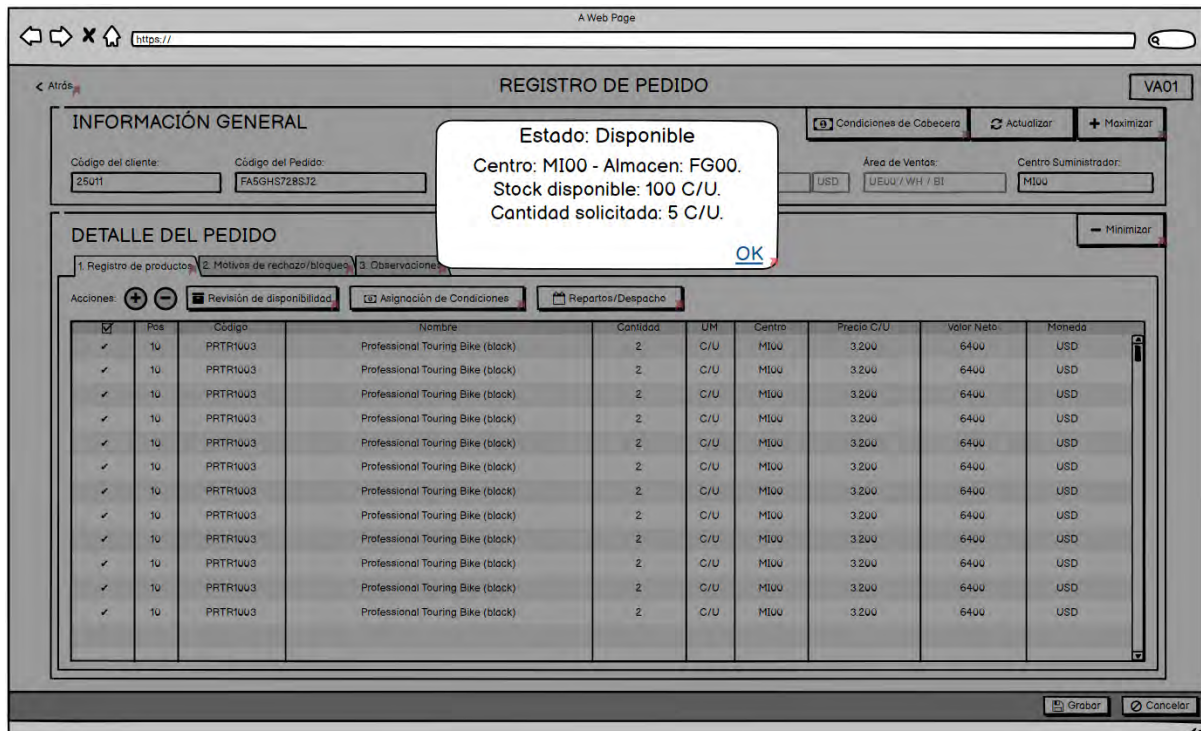 A Web Page
https://
Atrás
REGISTRO DE PEDIDO
VA01
INFORMACIÓN GENERAL
Condiciones de Cabecera
Actualizar
Maximizar
Código del cliente:
Código del Pedido:
Área de Ventas:
Centro Suministrador:
25011
FA5GHS728SJ2
USD
UE00 / WH / BI
MI00
Estado: Disponible
Centro: MI00 - Almacen: FG00.
Stock disponible: 100 C/U.
Cantidad solicitada: 5 C/U.
OK
DETALLE DEL PEDIDO
Minimizar
1. Registro de productos 2. Motivos de rechazo/bloqueo 3. Observaciones
Acciones: Revisión de disponibilidad Asignación de Condiciones Repartos/Despacho
Pos Código Nombre Cantidad UM Centro Precio C/U Valor Neto Moneda
10 PRTR1003 Professional Touring Bike (black) 2 C/U MI00 3.200 6400 USD
10 PRTR1003 Professional Touring Bike (black) 2 C/U MI00 3.200 6400 USD
10 PRTR1003 Professional Touring Bike (black) 2 C/U MI00 3.200 6400 USD
10 PRTR1003 Professional Touring Bike (black) 2 C/U MI00 3.200 6400 USD
10 PRTR1003 Professional Touring Bike (black) 2 C/U MI00 3.200 6400 USD
10 PRTR1003 Professional Touring Bike (black) 2 C/U MI00 3.200 6400 USD
10 PRTR1003 Professional Touring Bike (black) 2 C/U MI00 3.200 6400 USD
10 PRTR1003 Professional Touring Bike (black) 2 C/U MI00 3.200 6400 USD
10 PRTR1003 Professional Touring Bike (black) 2 C/U MI00 3.200 6400 USD
10 PRTR1003 Professional Touring Bike (black) 2 C/U MI00 3.200 6400 USD
10 PRTR1003 Professional Touring Bike (black) 2 C/U MI00 3.200 6400 USD
10 PRTR1003 Professional Touring Bike (black) 2 C/U MI00 3.200 6400 USD
Grabar
Cancelar